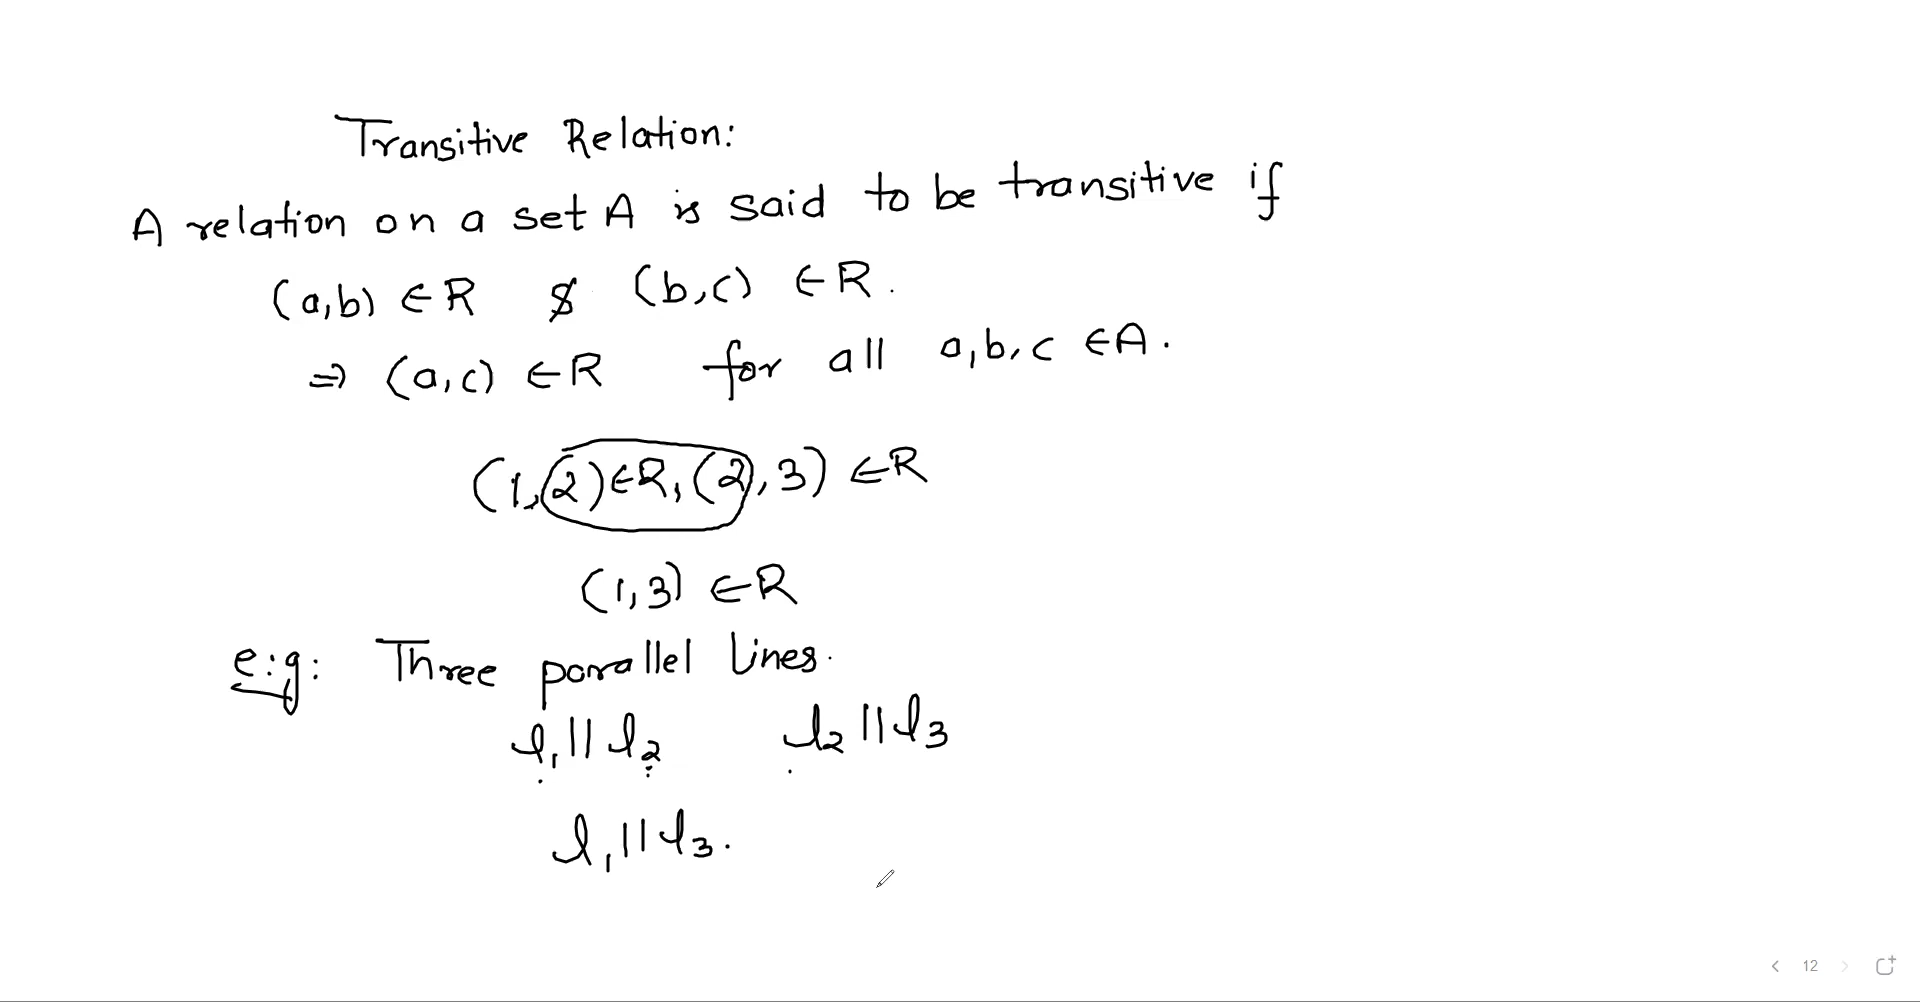 Transitive Relation:
A relation on a set A is said to be transitive if
(a,b) ∈ R & (b,c) ∈ R.
⇒ (a,c) ∈ R for all a,b,c ∈ A.
(1,2) ∈ R, (2,3) ∈ R
(1,3) ∈ R
e.g: Three parallel lines.
l₁ || l₂ l₂ || l₃
l₁ || l₃.
12